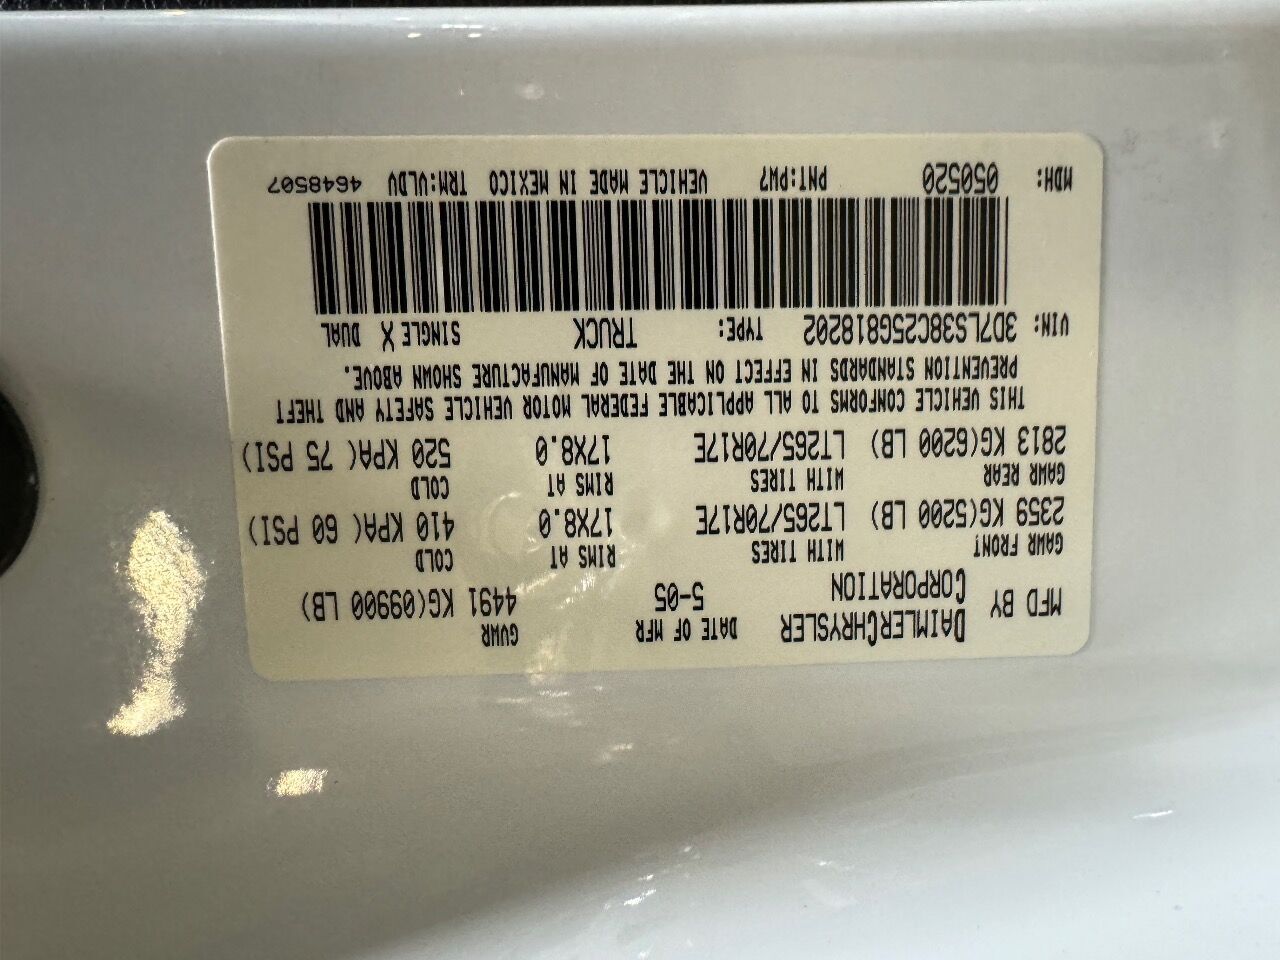 MFD BY DAIMLERCHRYSLER CORPORATION DATE OF MFR 5-05 GVWR 4491 KG(09900 LB)
GAWR FRONT WITH TIRES RIMS AT COLD
2359 KG(5200 LB) LT265/70R17E 17X8.0 410 KPA( 60 PSI)
GAWR REAR WITH TIRES RIMS AT COLD
2813 KG(6200 LB) LT265/70R17E 17X8.0 520 KPA( 75 PSI)
THIS VEHICLE CONFORMS TO ALL APPLICABLE FEDERAL MOTOR VEHICLE SAFETY AND THEFT
PREVENTION STANDARDS IN EFFECT ON THE DATE OF MANUFACTURE SHOWN ABOVE.
VIN: 3D7LS38C25G818202 TYPE: TRUCK SINGLE X DUAL
MDH: 050520 PNT:PW7 VEHICLE MADE IN MEXICO TRM:VLDV 4648507